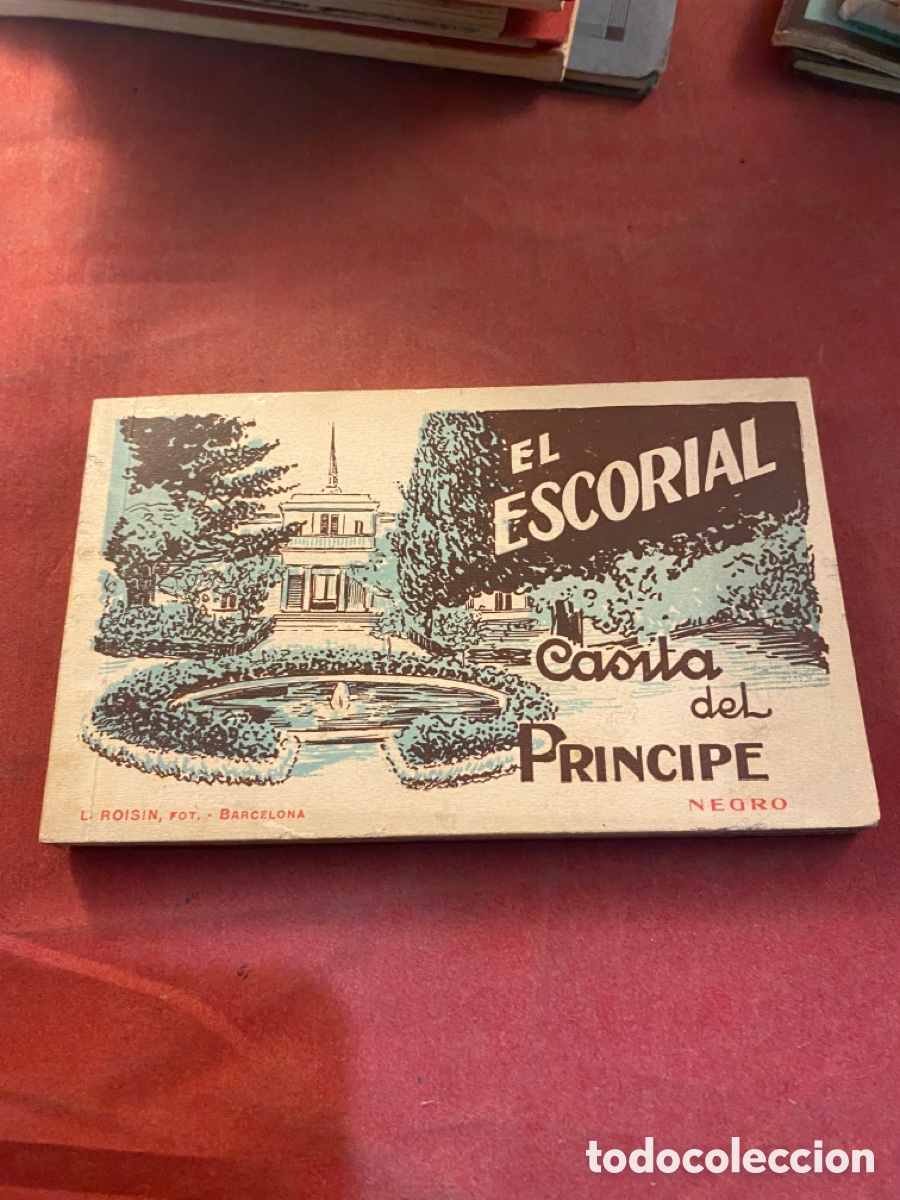 EL
ESCORIAL
Casita
del
PRINCIPE
NEGRO
L. ROISIN, FOT. - BARCELONA
todocoleccion